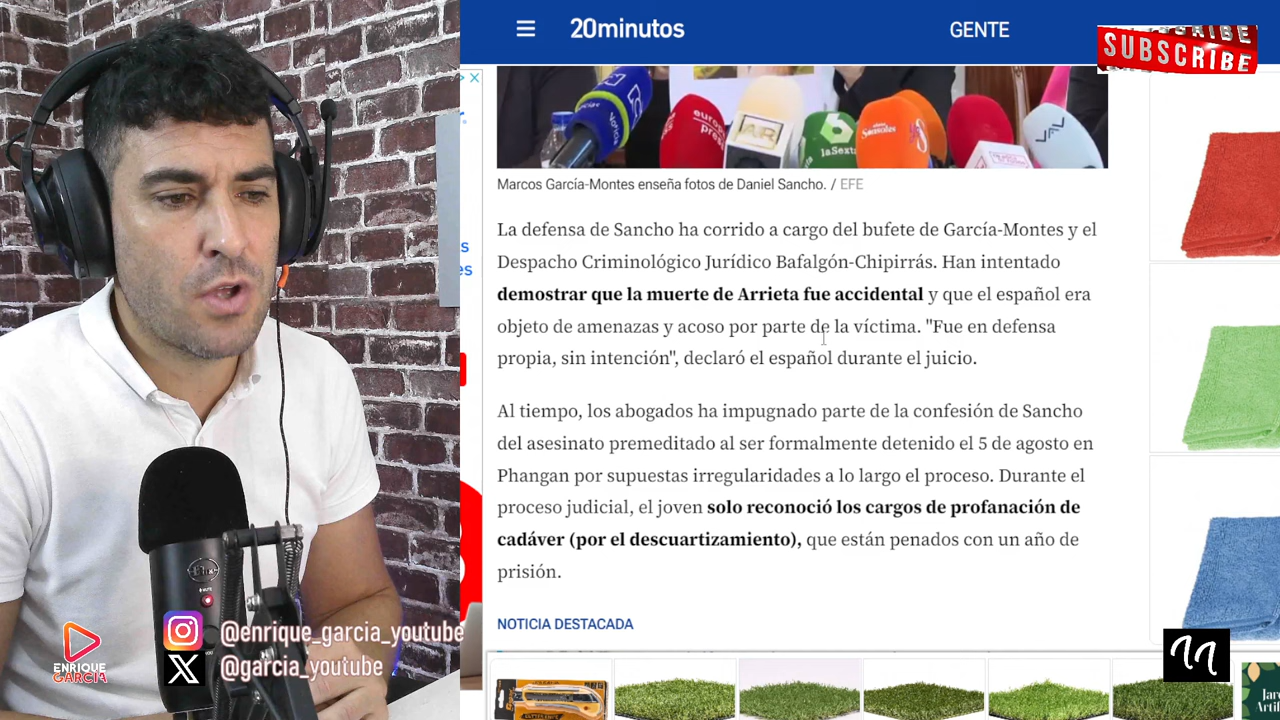 20minutos
GENTE
SUBSCRIBE
europa
press
AR
laSexta
Marcos García-Montes enseña fotos de Daniel Sancho. / EFE
La defensa de Sancho ha corrido a cargo del bufete de García-Montes y el
Despacho Criminológico Jurídico Bafalgón-Chipirrás. Han intentado
demostrar que la muerte de Arrieta fue accidental y que el español era
objeto de amenazas y acoso por parte de la víctima. "Fue en defensa
propia, sin intención", declaró el español durante el juicio.
Al tiempo, los abogados ha impugnado parte de la confesión de Sancho
del asesinato premeditado al ser formalmente detenido el 5 de agosto en
Phangan por supuestas irregularidades a lo largo el proceso. Durante el
proceso judicial, el joven solo reconoció los cargos de profanación de
cadáver (por el descuartizamiento), que están penados con un año de
prisión.
NOTICIA DESTACADA
ENRIQUE
GARCIA
@enrique_garcia_youtube
@garcia_youtube